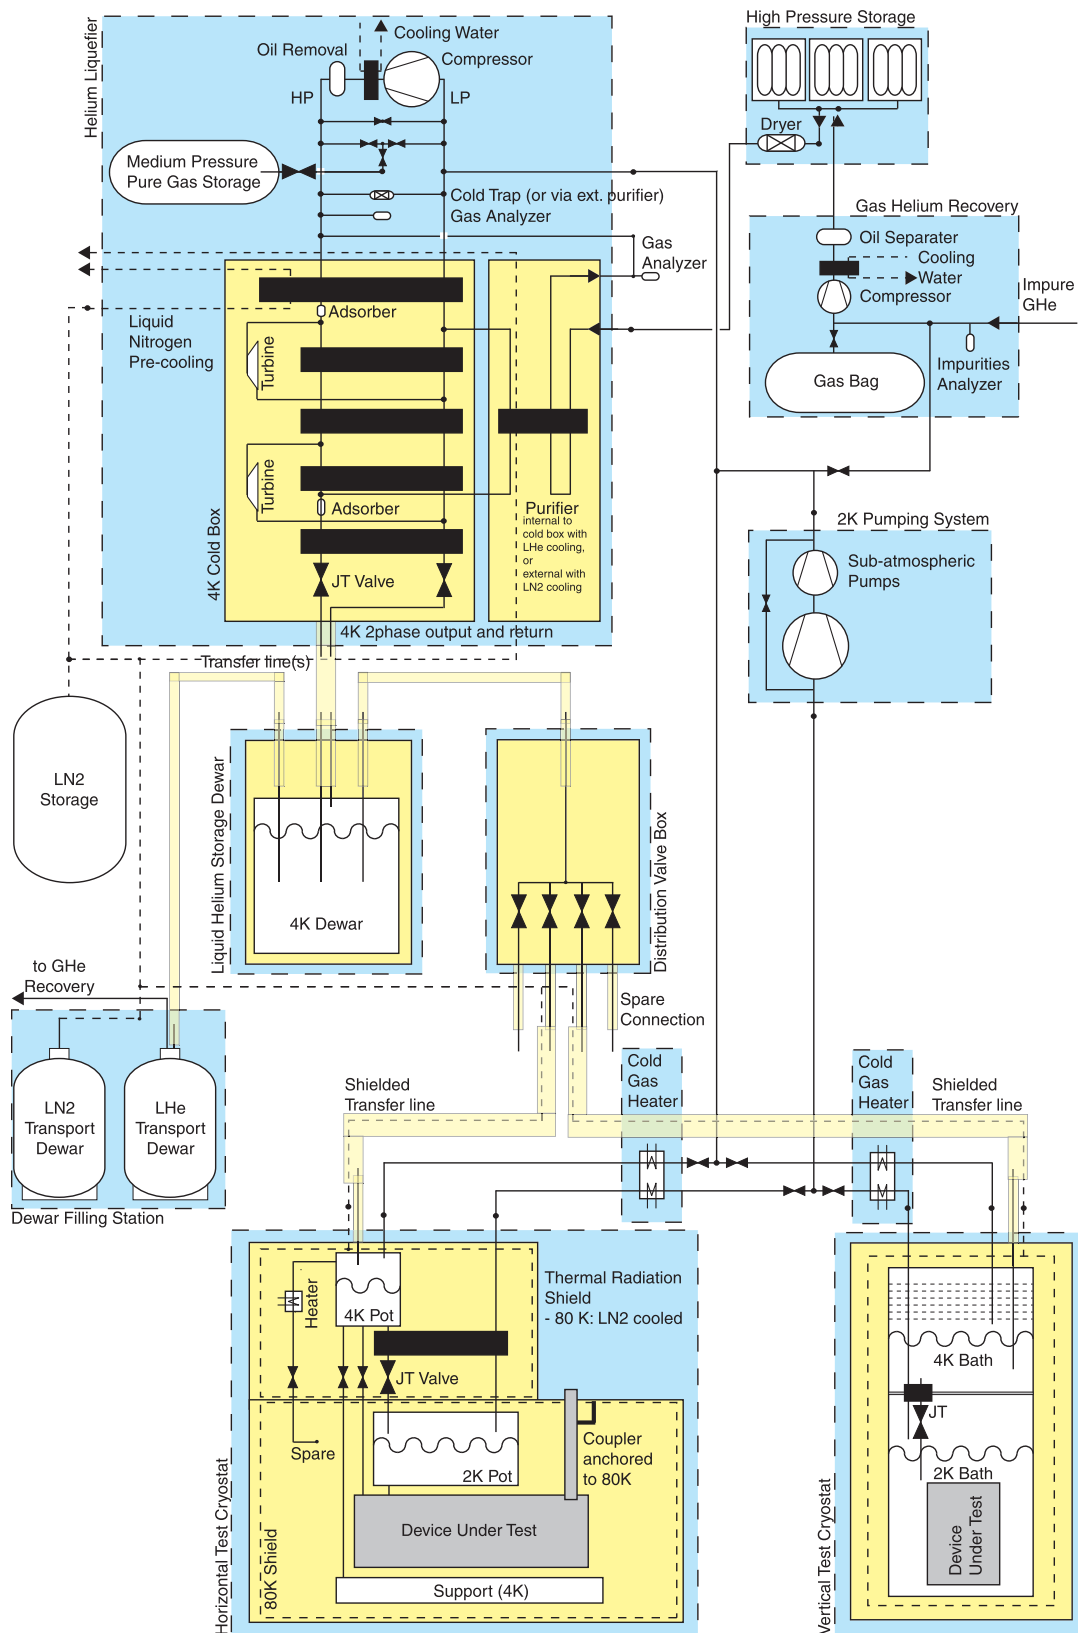 High Pressure Storage
Helium Liquefier
Cooling Water
Oil Removal
Compressor
HP
LP
Dryer
Medium Pressure
Pure Gas Storage
Cold Trap (or via ext. purifier)
Gas Analyzer
Gas Helium Recovery
Oil Separater
Cooling
Water
Compressor
Gas
Analyzer
Impure
GHe
Adsorber
Liquid
Nitrogen
Pre-cooling
Turbine
Impurities
Analyzer
Gas Bag
Turbine
Adsorber
Purifier
internal to
cold box with
LHe cooling,
or
external with
LN2 cooling
4K Cold Box
JT Valve
2K Pumping System
Sub-atmospheric
Pumps
4K 2phase output and return
Transfer line(s)
LN2
Storage
Liquid Helium Storage Dewar
4K Dewar
Distribution Valve Box
to GHe
Recovery
Spare
Connection
LN2
Transport
Dewar
LHe
Transport
Dewar
Dewar Filling Station
Shielded
Transfer line
Cold
Gas
Heater
Cold
Gas
Heater
Shielded
Transfer line
Heater
4K Pot
Thermal Radiation
Shield
- 80 K: LN2 cooled
JT Valve
Spare
2K Pot
Coupler
anchored
to 80K
Device Under Test
Support (4K)
80K Shield
Horizontal Test Cryostat
4K Bath
JT
2K Bath
Device
Under Test
Vertical Test Cryostat